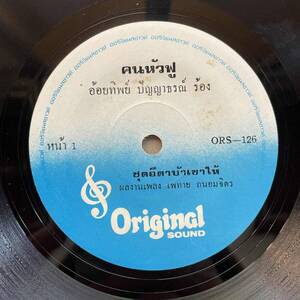 คนหัวฟู
อ้อยทิพย์ ปัญญาธรณ์ ร้อง
หน้า 1
ORS-126
ชุดอีตาบัวเขาให้
ผลงานเพลง เพทาย ถนอมจิตร
Original
SOUND